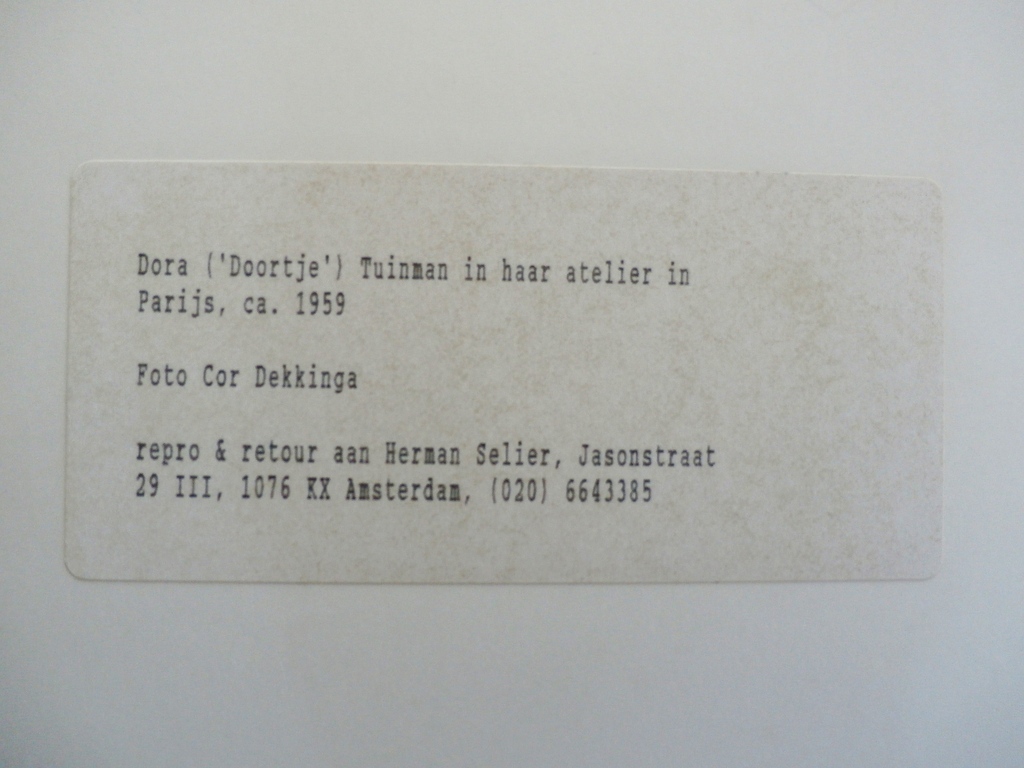 Dora ('Doortje') Tuinman in haar atelier in
Parijs, ca. 1959
Foto Cor Dekkinga
repro & retour aan Herman Selier, Jasonstraat
29 III, 1076 KX Amsterdam, (020) 6643385